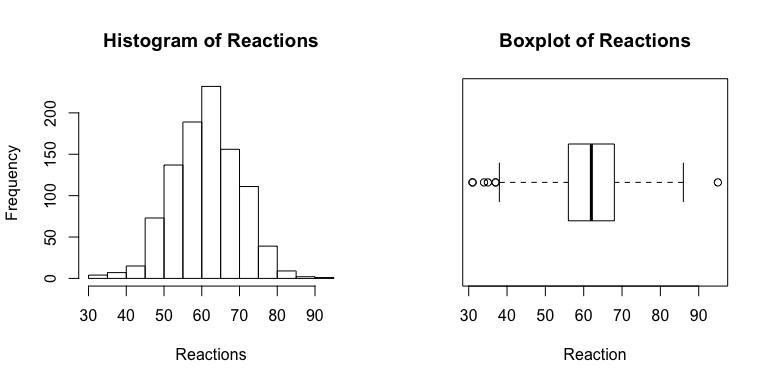 Histogram of Reactions
Frequency
0 50 100 150 200
30 40 50 60 70 80 90
Reactions
Boxplot of Reactions
30 40 50 60 70 80 90
Reaction